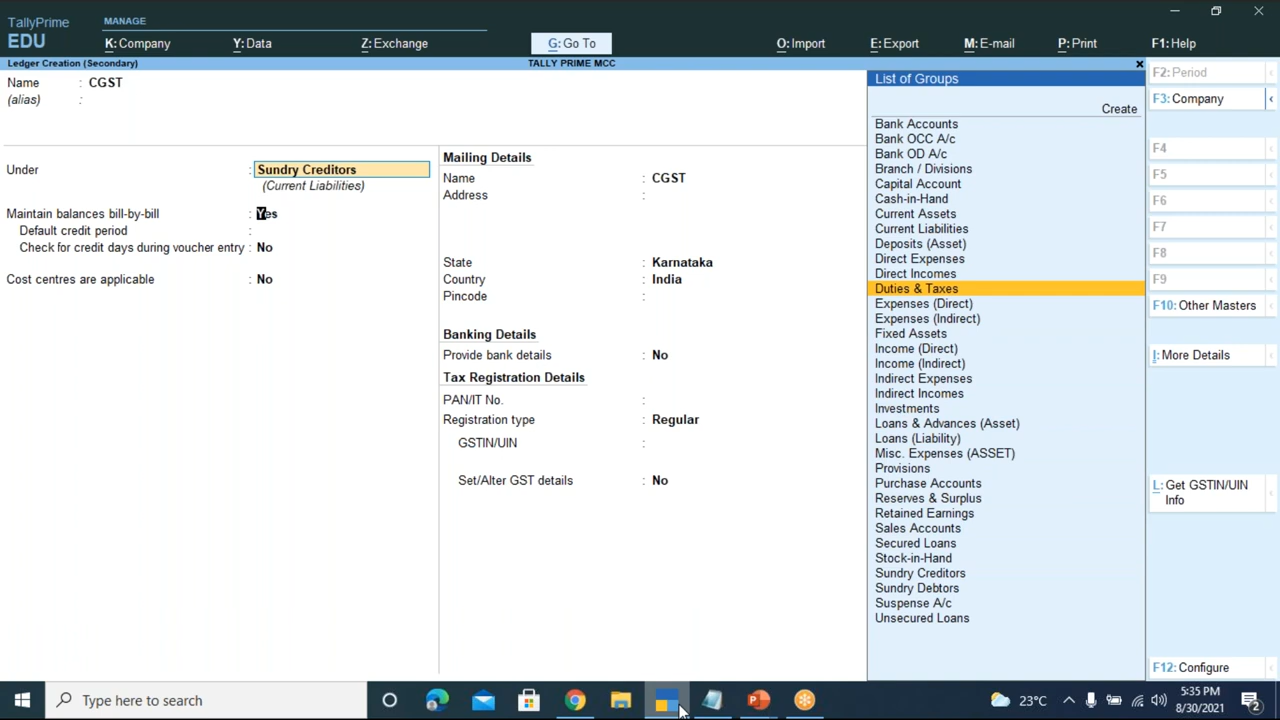 TallyPrime
EDU
MANAGE
K: Company
Y: Data
Z: Exchange
G: Go To
O: Import
E: Export
M: E-mail
P: Print
F1: Help
Ledger Creation (Secondary)
TALLY PRIME MCC
Name : CGST
(alias) :
Under : Sundry Creditors
(Current Liabilities)
Maintain balances bill-by-bill : Yes
Default credit period :
Check for credit days during voucher entry : No
Cost centres are applicable : No
Mailing Details
Name : CGST
Address :
State : Karnataka
Country : India
Pincode :
Banking Details
Provide bank details : No
Tax Registration Details
PAN/IT No. :
Registration type : Regular
GSTIN/UIN :
Set/Alter GST details : No
List of Groups
Create
Bank Accounts
Bank OCC A/c
Bank OD A/c
Branch / Divisions
Capital Account
Cash-in-Hand
Current Assets
Current Liabilities
Deposits (Asset)
Direct Expenses
Direct Incomes
Duties & Taxes
Expenses (Direct)
Expenses (Indirect)
Fixed Assets
Income (Direct)
Income (Indirect)
Indirect Expenses
Indirect Incomes
Investments
Loans & Advances (Asset)
Loans (Liability)
Misc. Expenses (ASSET)
Provisions
Purchase Accounts
Reserves & Surplus
Retained Earnings
Sales Accounts
Secured Loans
Stock-in-Hand
Sundry Creditors
Sundry Debtors
Suspense A/c
Unsecured Loans
F2: Period
F3: Company
F4
F5
F6
F7
F8
F9
F10: Other Masters
I: More Details
L: Get GSTIN/UIN
Info
F12: Configure
Type here to search
23°C
5:35 PM
8/30/2021
2